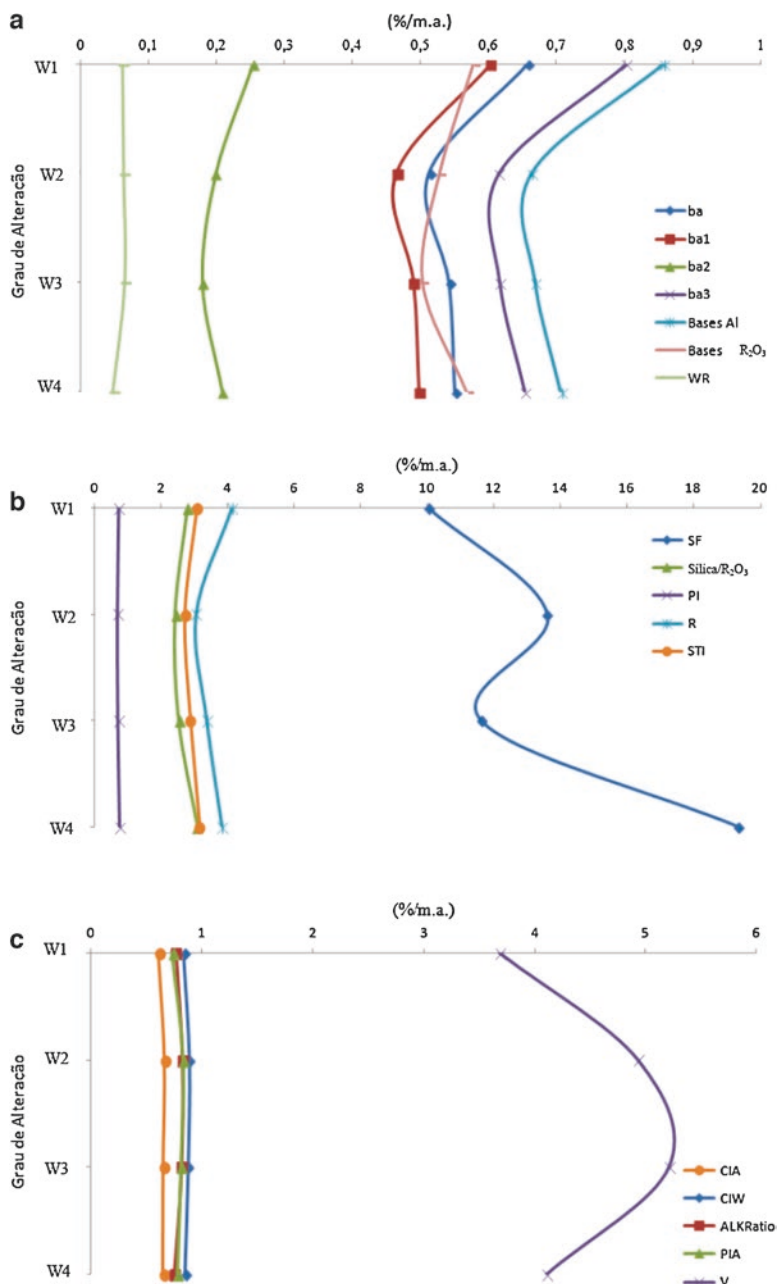 a
(%/m.a.)
0 0,1 0,2 0,3 0,4 0,5 0,6 0,7 0,8 0,9 1
W1
W2
W3
W4
Grau de Alteração
ba
ba1
ba2
ba3
Bases Al
Bases R₂O₃
WR
b
(%/m.a.)
0 2 4 6 8 10 12 14 16 18 20
W1
W2
W3
W4
Grau de Alteração
SF
Sílica/R₂O₃
PI
R
STI
c
(%/m.a.)
0 1 2 3 4 5 6
W1
W2
W3
W4
Grau de Alteração
CIA
CIW
ALKRatio
PIA
V